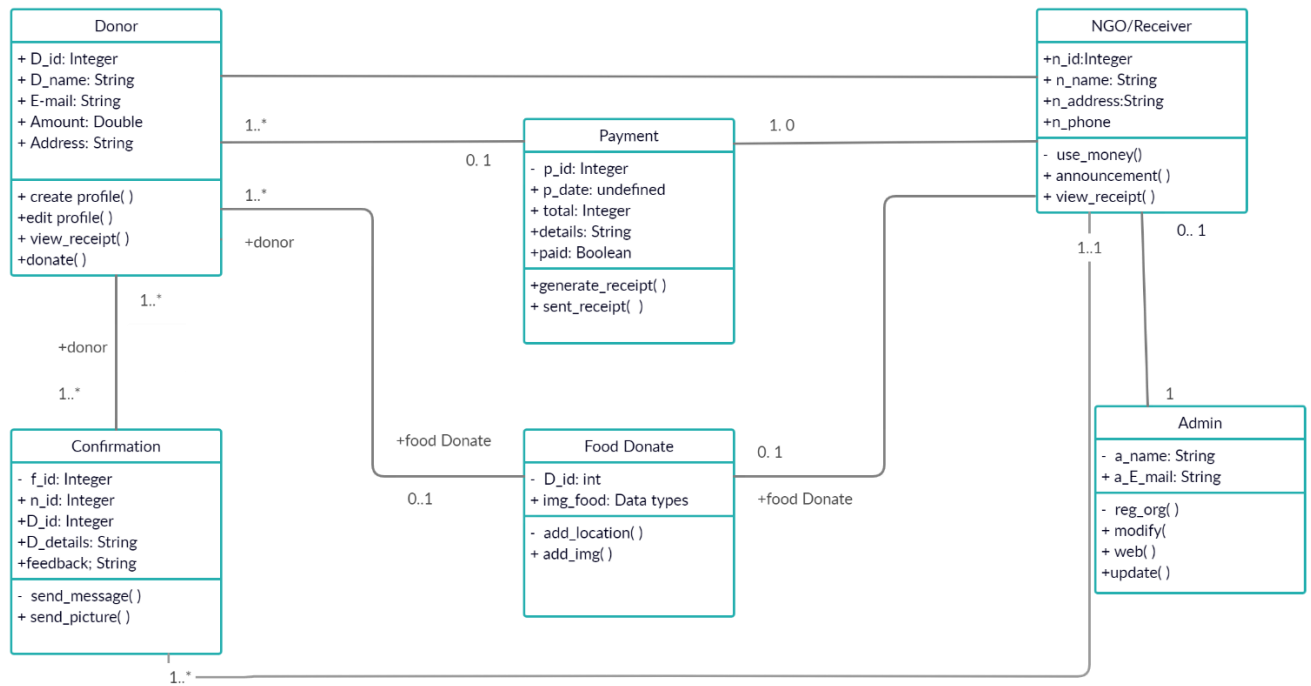 Donor
+ D_id: Integer
+ D_name: String
+ E-mail: String
+ Amount: Double
+ Address: String
+ create profile( )
+edit profile( )
+ view_receipt( )
+donate( )
NGO/Receiver
+n_id:Integer
+ n_name: String
+n_address:String
+n_phone
- use_money()
+ announcement( )
+ view_receipt( )
1..*
0. 1
1. 0
Payment
- p_id: Integer
+ p_date: undefined
+ total: Integer
+details: String
+paid: Boolean
+generate_receipt( )
+ sent_receipt(  )
1..*
+donor
0.. 1
1..1
1..*
+donor
1..*
1
Confirmation
- f_id: Integer
+ n_id: Integer
+D_id: Integer
+D_details: String
+feedback; String
- send_message( )
+ send_picture( )
+food Donate
0..1
Food Donate
- D_id: int
+ img_food: Data types
- add_location( )
+ add_img( )
0. 1
+food Donate
Admin
- a_name: String
+ a_E_mail: String
- reg_org( )
+ modify(
+ web( )
+update( )
1..*